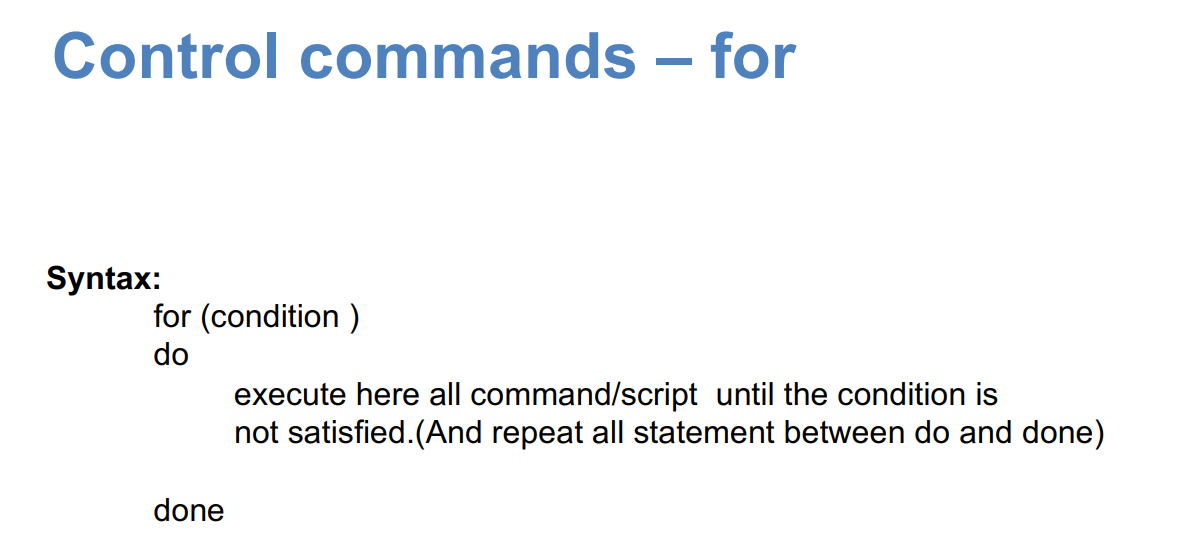 Control commands – for
Syntax:
for (condition )
do
execute here all command/script  until the condition is
not satisfied.(And repeat all statement between do and done)
done